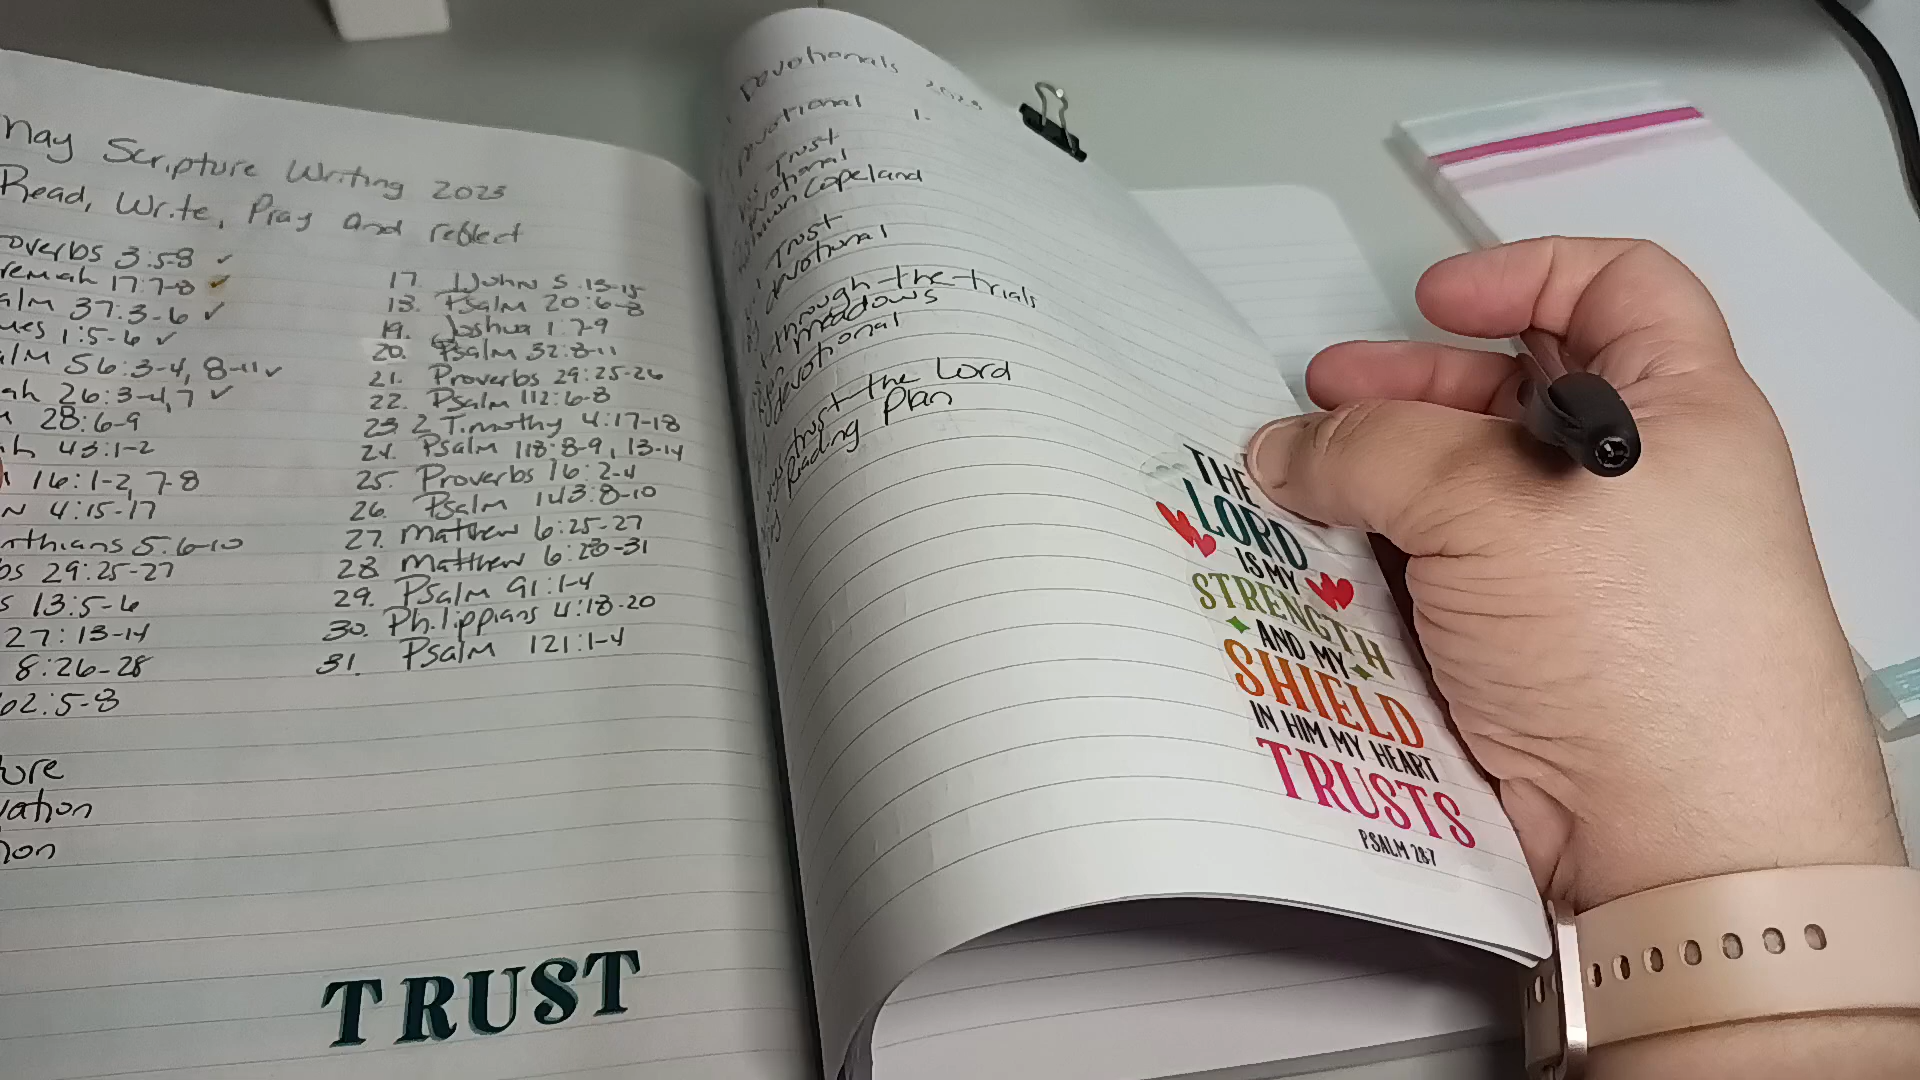 May Scripture Writing 2023
Read, Write, Pray and reflect
overbs 3:5-8 ✓
remiah 17:7-8 ✓
alm 37:3-6 ✓
mes 1:5-6 ✓
alm 56:3-4, 8-11 ✓
ah 26:3-4,7 ✓
28:6-9
h 43:1-2
16:1-2, 7-8
N 4:15-17
nthians 5:6-10
bs 29:25-27
s 13:5-6
27:13-14
8:26-28
02:5-8
17. 1 John 5:13-15
18. Psalm 20:6-8
19. Joshua 1:7-9
20. Psalm 32:8-11
21. Proverbs 29:25-26
22. Psalm 112:6-8
23 2 Timothy 4:17-18
24. Psalm 118:8-9, 13-14
25. Proverbs 16:2-4
26. Psalm 143:8-10
27. Matthew 6:25-27
28 Matthew 6:28-31
29. Psalm 91:1-4
30. Philippians 4:18-20
31. Psalm 121:1-4
ure
vation
ion
TRUST
Devotionals 2023
Devotional 1.
Trust
Devotional
Copeland
Trust
devotional
through-the-trials
meadows
devotional
trust-the Lord
Reading Plan
THE
LORD
IS MY
STRENGTH
AND MY
SHIELD
IN HIM MY HEART
TRUSTS
PSALM 28:7